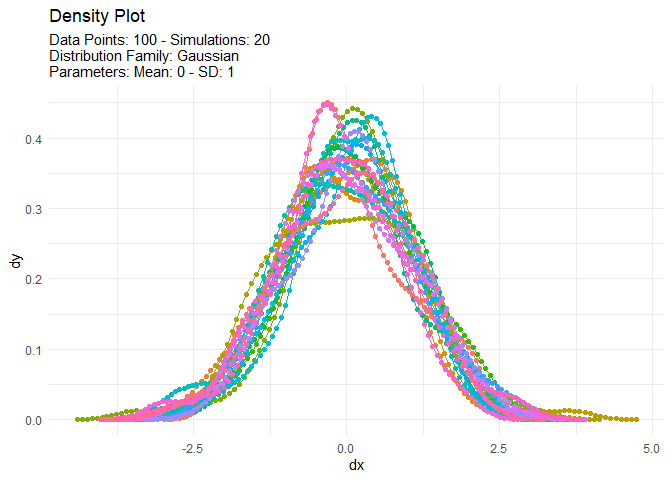 Density Plot
Data Points: 100 - Simulations: 20
Distribution Family: Gaussian
Parameters: Mean: 0 - SD: 1
0.4
0.3
dy
0.2
0.1
0.0
-2.5 0.0 2.5 5.0
dx